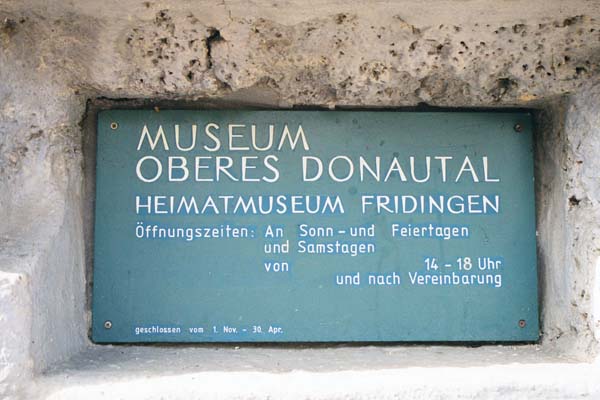 MUSEUM
OBERES DONAUTAL
HEIMATMUSEUM FRIDINGEN
Öffnungszeiten: An Sonn-und Feiertagen
und Samstagen
von 14-18 Uhr
und nach Vereinbarung
geschlossen vom 1. Nov. - 30. Apr.